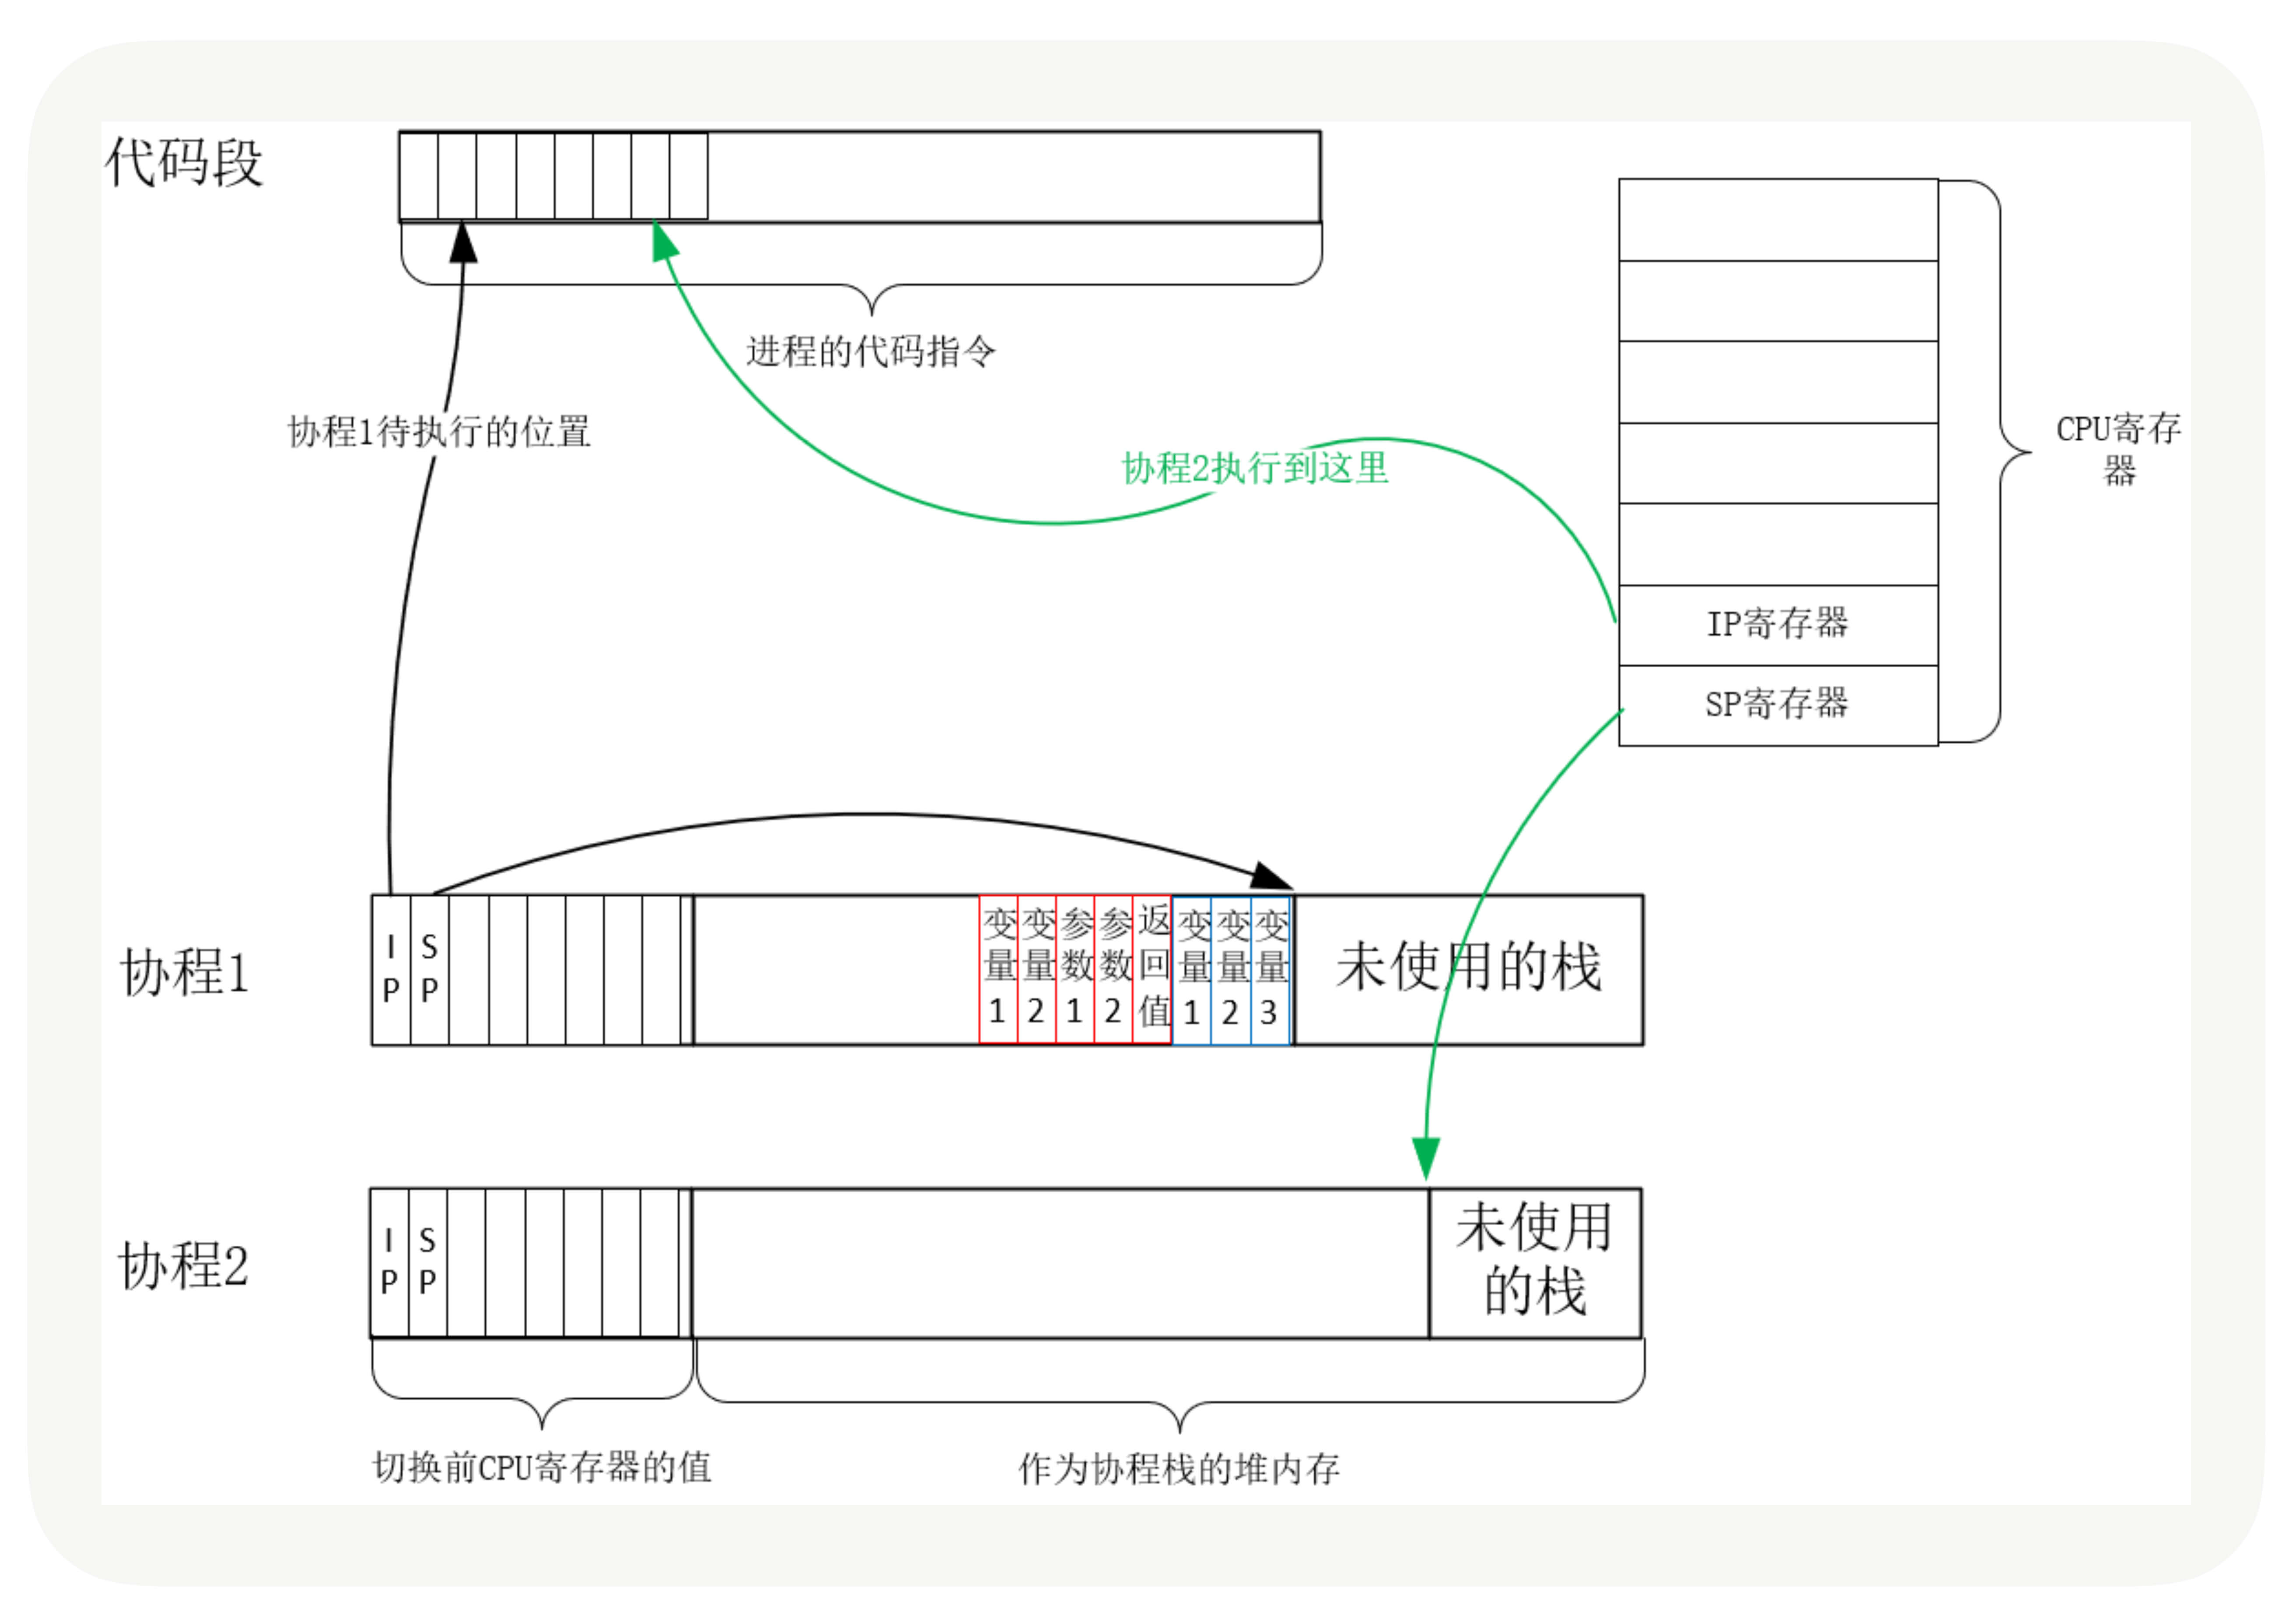 代码段
进程的代码指令
协程1待执行的位置
协程2执行到这里
CPU寄存
器
IP寄存器
SP寄存器
协程1
IP
SP
变量1
变量2
参数1
参数2
返回值
变量1
变量2
变量3
未使用的栈
协程2
IP
SP
未使用
的栈
切换前CPU寄存器的值
作为协程栈的堆内存